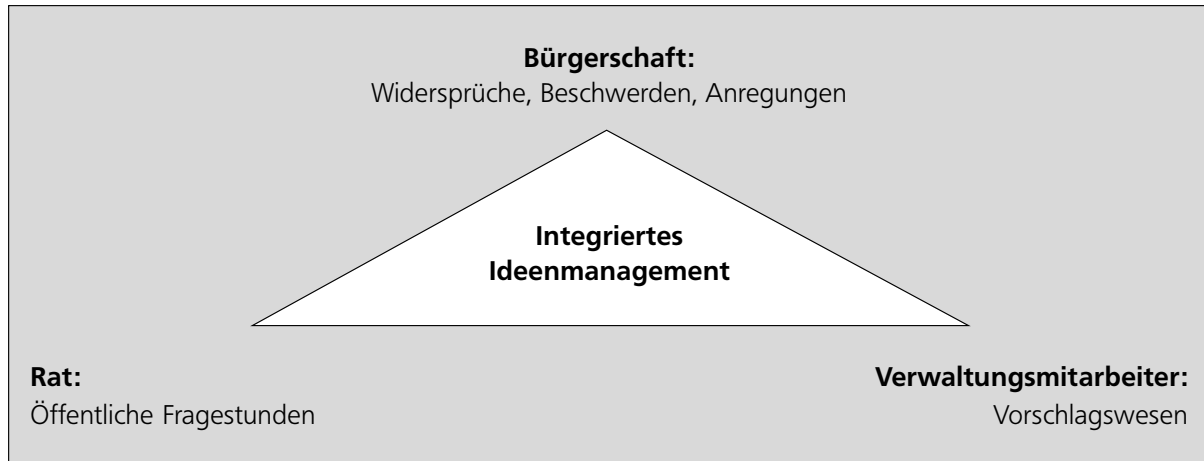 Bürgerschaft:
Widersprüche, Beschwerden, Anregungen
Integriertes
Ideenmanagement
Rat:
Öffentliche Fragestunden
Verwaltungsmitarbeiter:
Vorschlagswesen